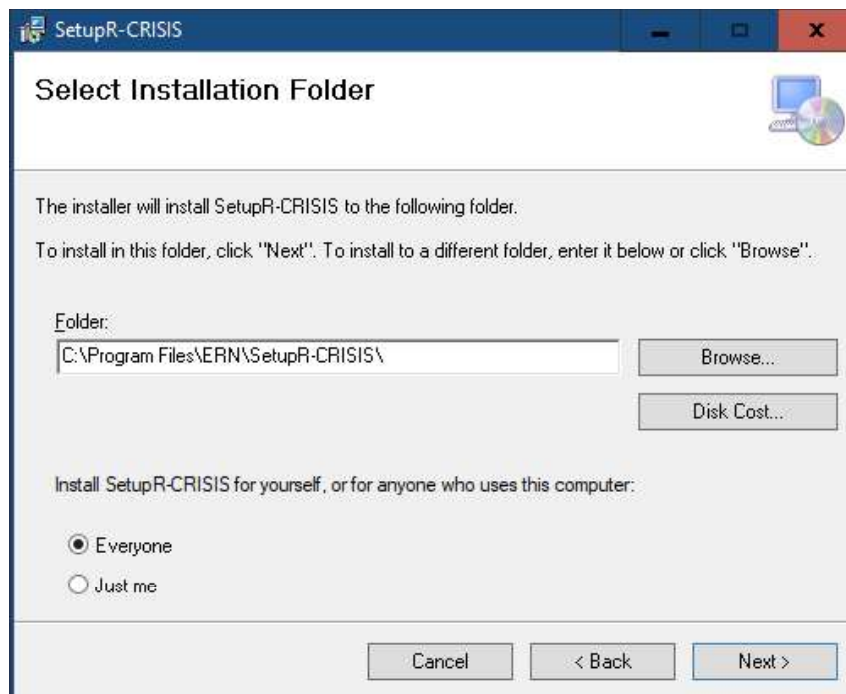 SetupR-CRISIS
Select Installation Folder
The installer will install SetupR-CRISIS to the following folder.
To install in this folder, click "Next". To install to a different folder, enter it below or click "Browse".
Folder:
C:\Program Files\ERN\SetupR-CRISIS\
Browse...
Disk Cost...
Install SetupR-CRISIS for yourself, or for anyone who uses this computer:
Everyone
Just me
Cancel
< Back
Next >